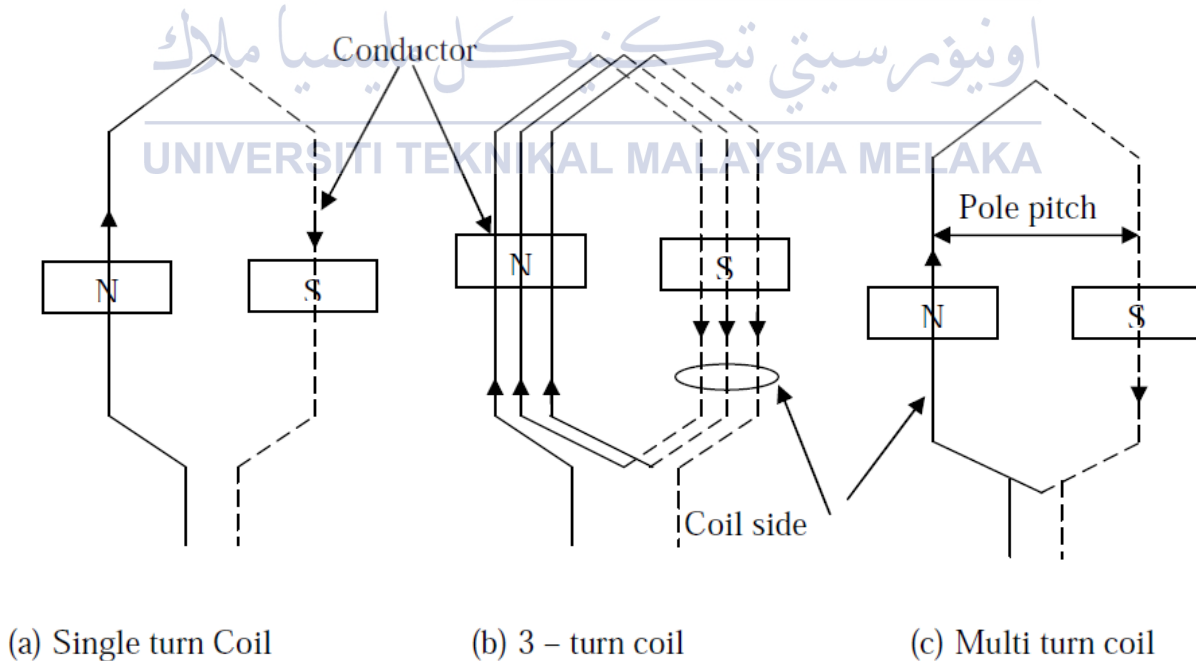 اونيۏرسيتي تيكنيكل مليسيا ملاك
UNIVERSITI TEKNIKAL MALAYSIA MELAKA
Conductor
N
S
N
S
Pole pitch
N
S
Coil side
(a) Single turn Coil
(b) 3 – turn coil
(c) Multi turn coil